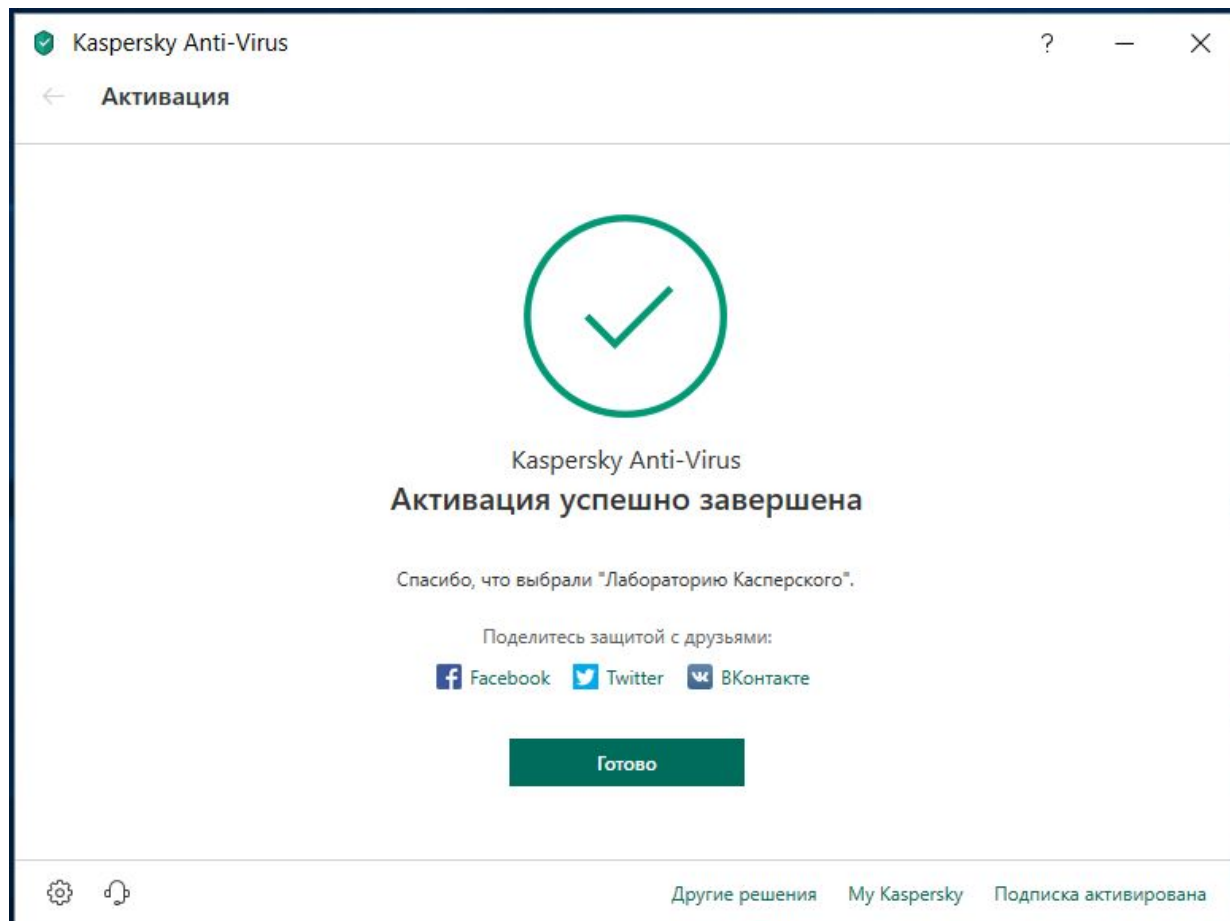 Kaspersky Anti-Virus
Активация
Kaspersky Anti-Virus
Активация успешно завершена
Спасибо, что выбрали "Лабораторию Касперского".
Поделитесь защитой с друзьями:
Facebook Twitter ВКонтакте
Готово
Другие решения My Kaspersky Подписка активирована